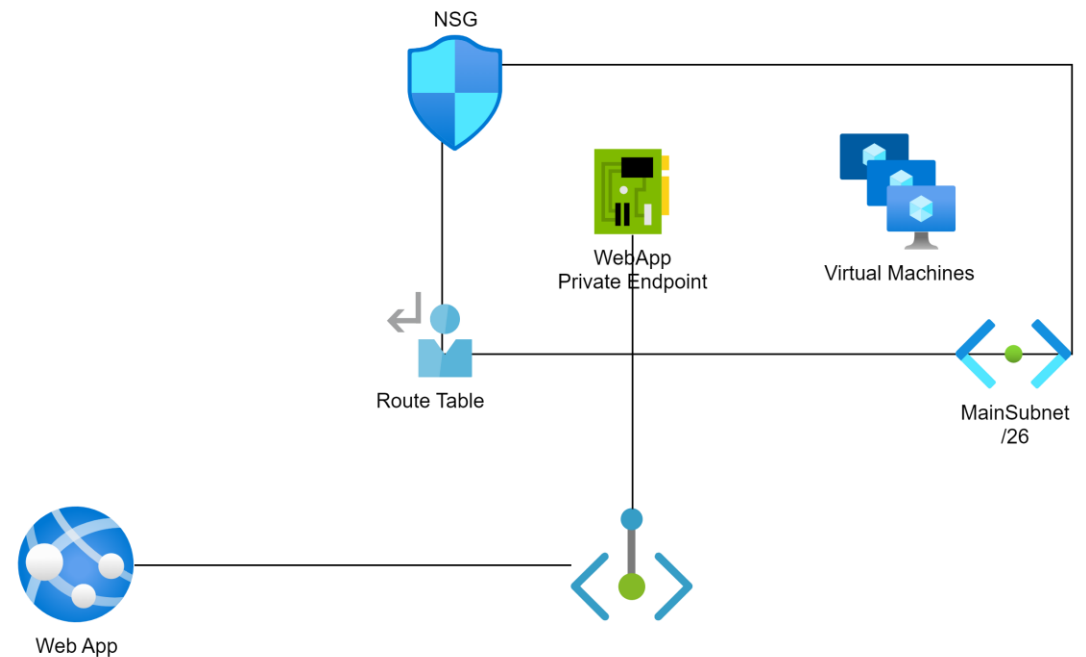 NSG
WebApp
Private Endpoint
Virtual Machines
Route Table
MainSubnet
/26
Web App